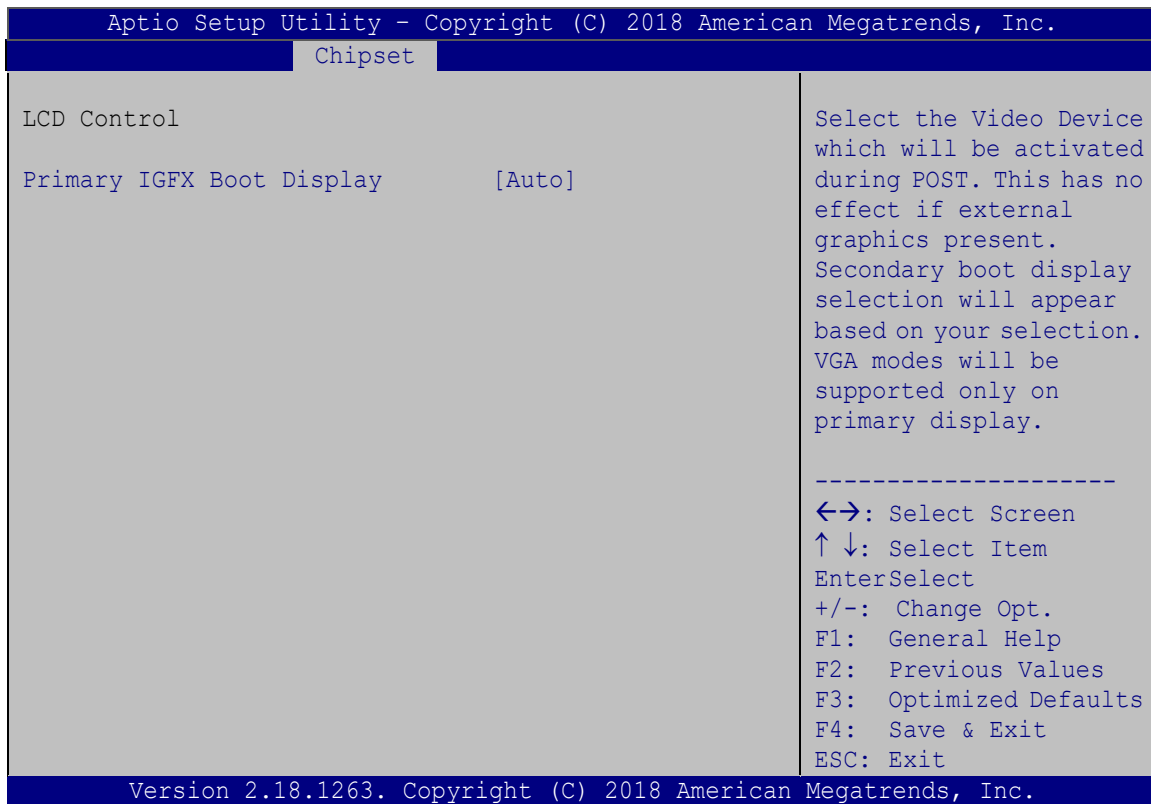 Aptio Setup Utility – Copyright (C) 2018 American Megatrends, Inc.
Chipset
LCD Control
Primary IGFX Boot Display [Auto]
Select the Video Device
which will be activated
during POST. This has no
effect if external
graphics present.
Secondary boot display
selection will appear
based on your selection.
VGA modes will be
supported only on
primary display.
----------------------
←→: Select Screen
↑ ↓: Select Item
EnterSelect
+/-: Change Opt.
F1: General Help
F2: Previous Values
F3: Optimized Defaults
F4: Save & Exit
ESC: Exit
Version 2.18.1263. Copyright (C) 2018 American Megatrends, Inc.